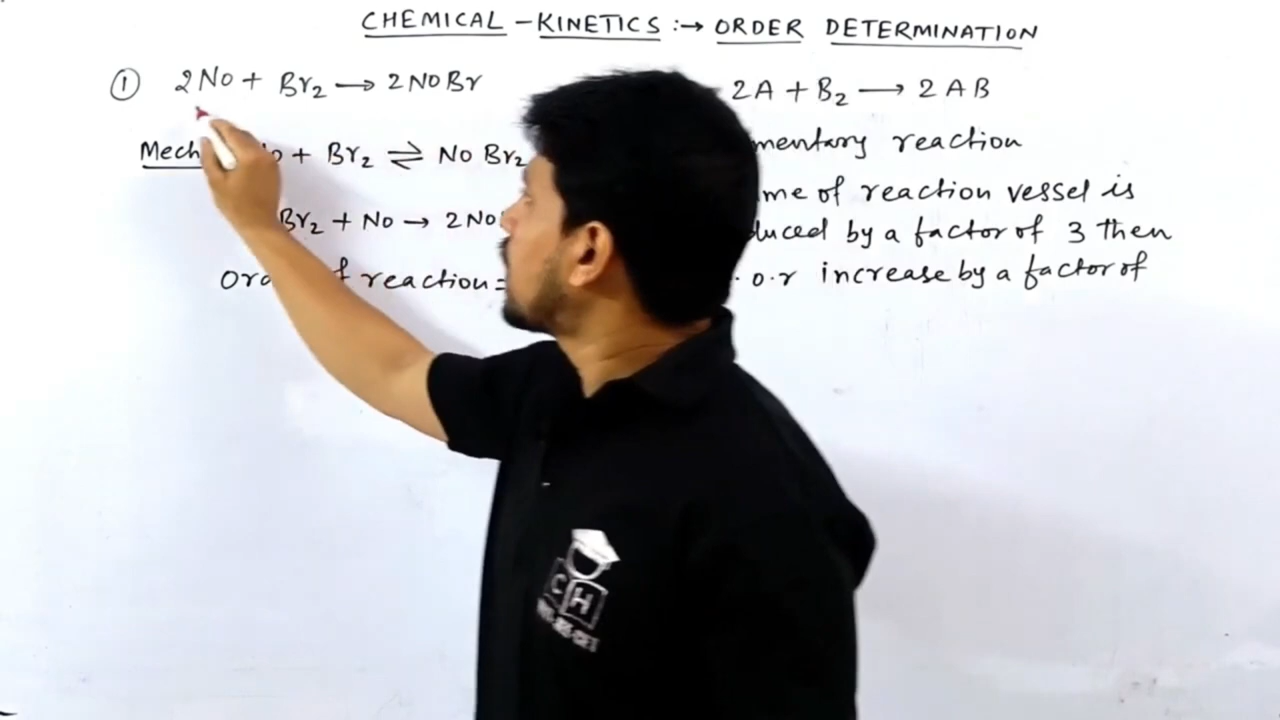 CHEMICAL - KINETICS :→ ORDER DETERMINATION
① 2NO + Br₂ → 2NOBr
Mech + Br₂ ⇌ NOBr₂
Br₂ + NO → 2NO
of reaction =
2A + B₂ → 2AB
mentary reaction
me of reaction vessel is
duced by a factor of 3 then
.o.r increase by a factor of
C H